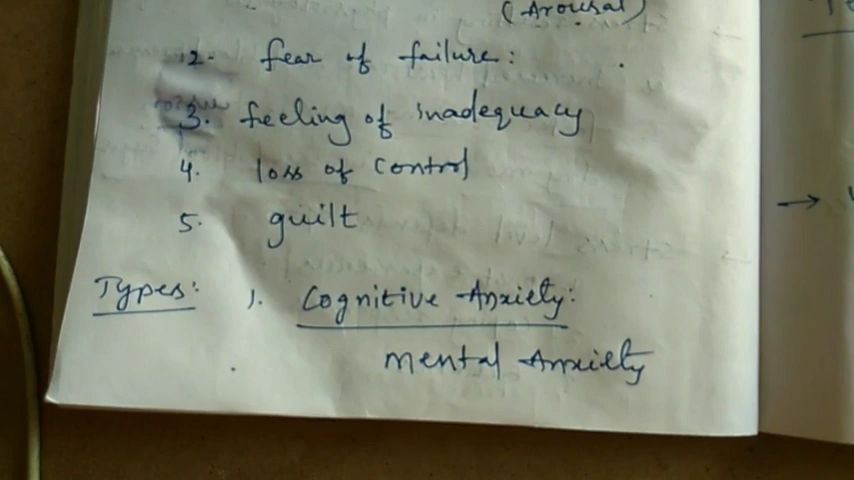 (Arousal)
2. fear of failure:
3. feeling of inadequacy
4. loss of control
5. guilt
Types: 1. Cognitive Anxiety:
mental Anxiety